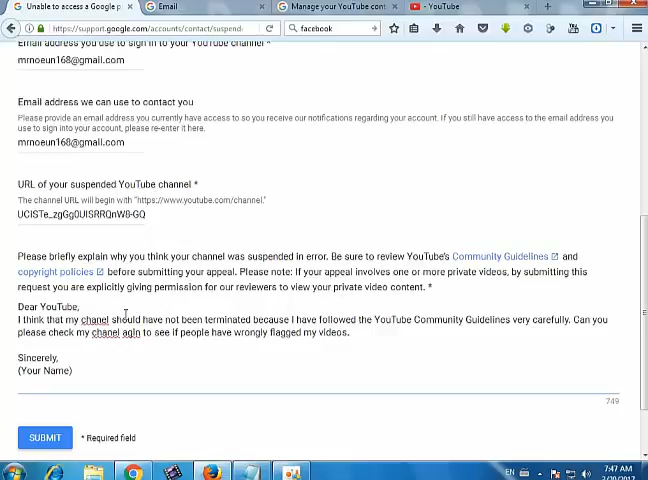 Unable to access a Google p
Email
Manage your YouTube cont
- YouTube
https://support.google.com/accounts/contact/suspend
facebook
Email address you use to sign in to your YouTube channel *
mrnoeun168@gmail.com
Email address we can use to contact you
Please provide an email address you currently have access to so you receive our notifications regarding your account. If you still have access to the email address you
use to sign into your account, please re-enter it here.
mrnoeun168@gmail.com
URL of your suspended YouTube channel *
The channel URL will begin with "https://www.youtube.com/channel."
UCISTe_zgGg0UISRRQnW8-GQ
Please briefly explain why you think your channel was suspended in error. Be sure to review YouTube's Community Guidelines and
copyright policies before submitting your appeal. Please note: If your appeal involves one or more private videos, by submitting this
request you are explicitly giving permission for our reviewers to view your private video content. *
Dear YouTube,
I think that my chanel should have not been terminated because I have followed the YouTube Community Guidelines very carefully. Can you
please check my chanel agin to see if people have wrongly flagged my videos.
Sincerely,
(Your Name)
749
SUBMIT
* Required field
EN
7:47 AM